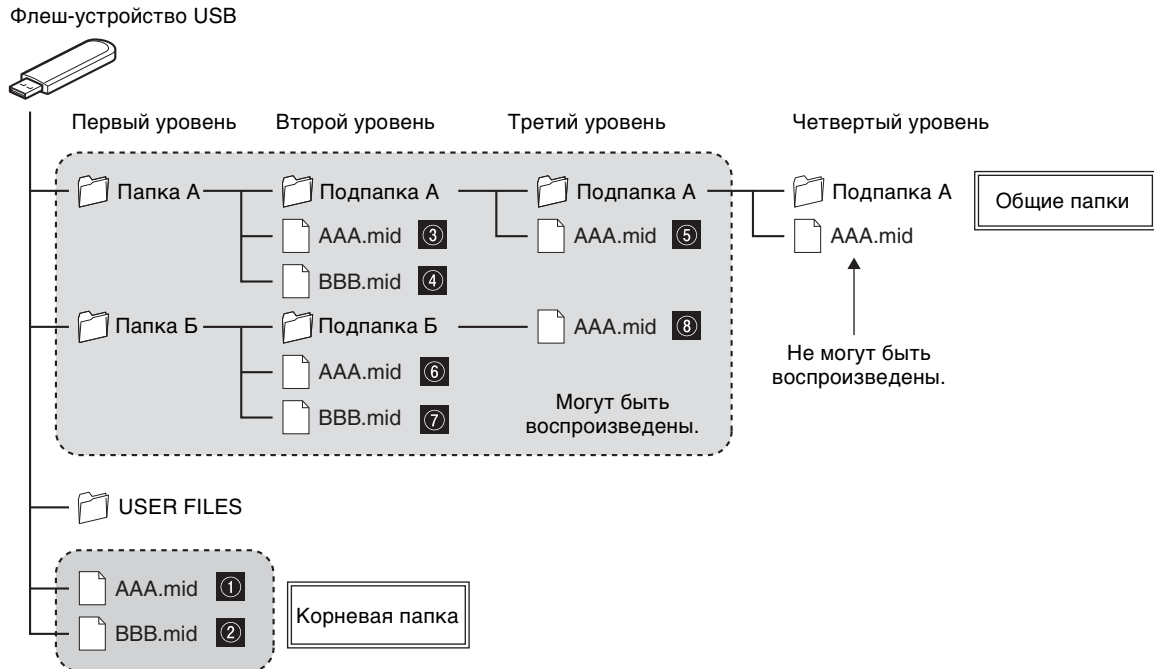 Флеш-устройство USB
Первый уровень Второй уровень Третий уровень Четвертый уровень
Папка А Подпапка А Подпапка А Подпапка А
Общие папки
AAA.mid ③ AAA.mid ⑤ AAA.mid
BBB.mid ④
Папка Б Подпапка Б AAA.mid ⑧
Не могут быть
воспроизведены.
AAA.mid ⑥
BBB.mid ⑦
Могут быть
воспроизведены.
USER FILES
AAA.mid ①
BBB.mid ②
Корневая папка